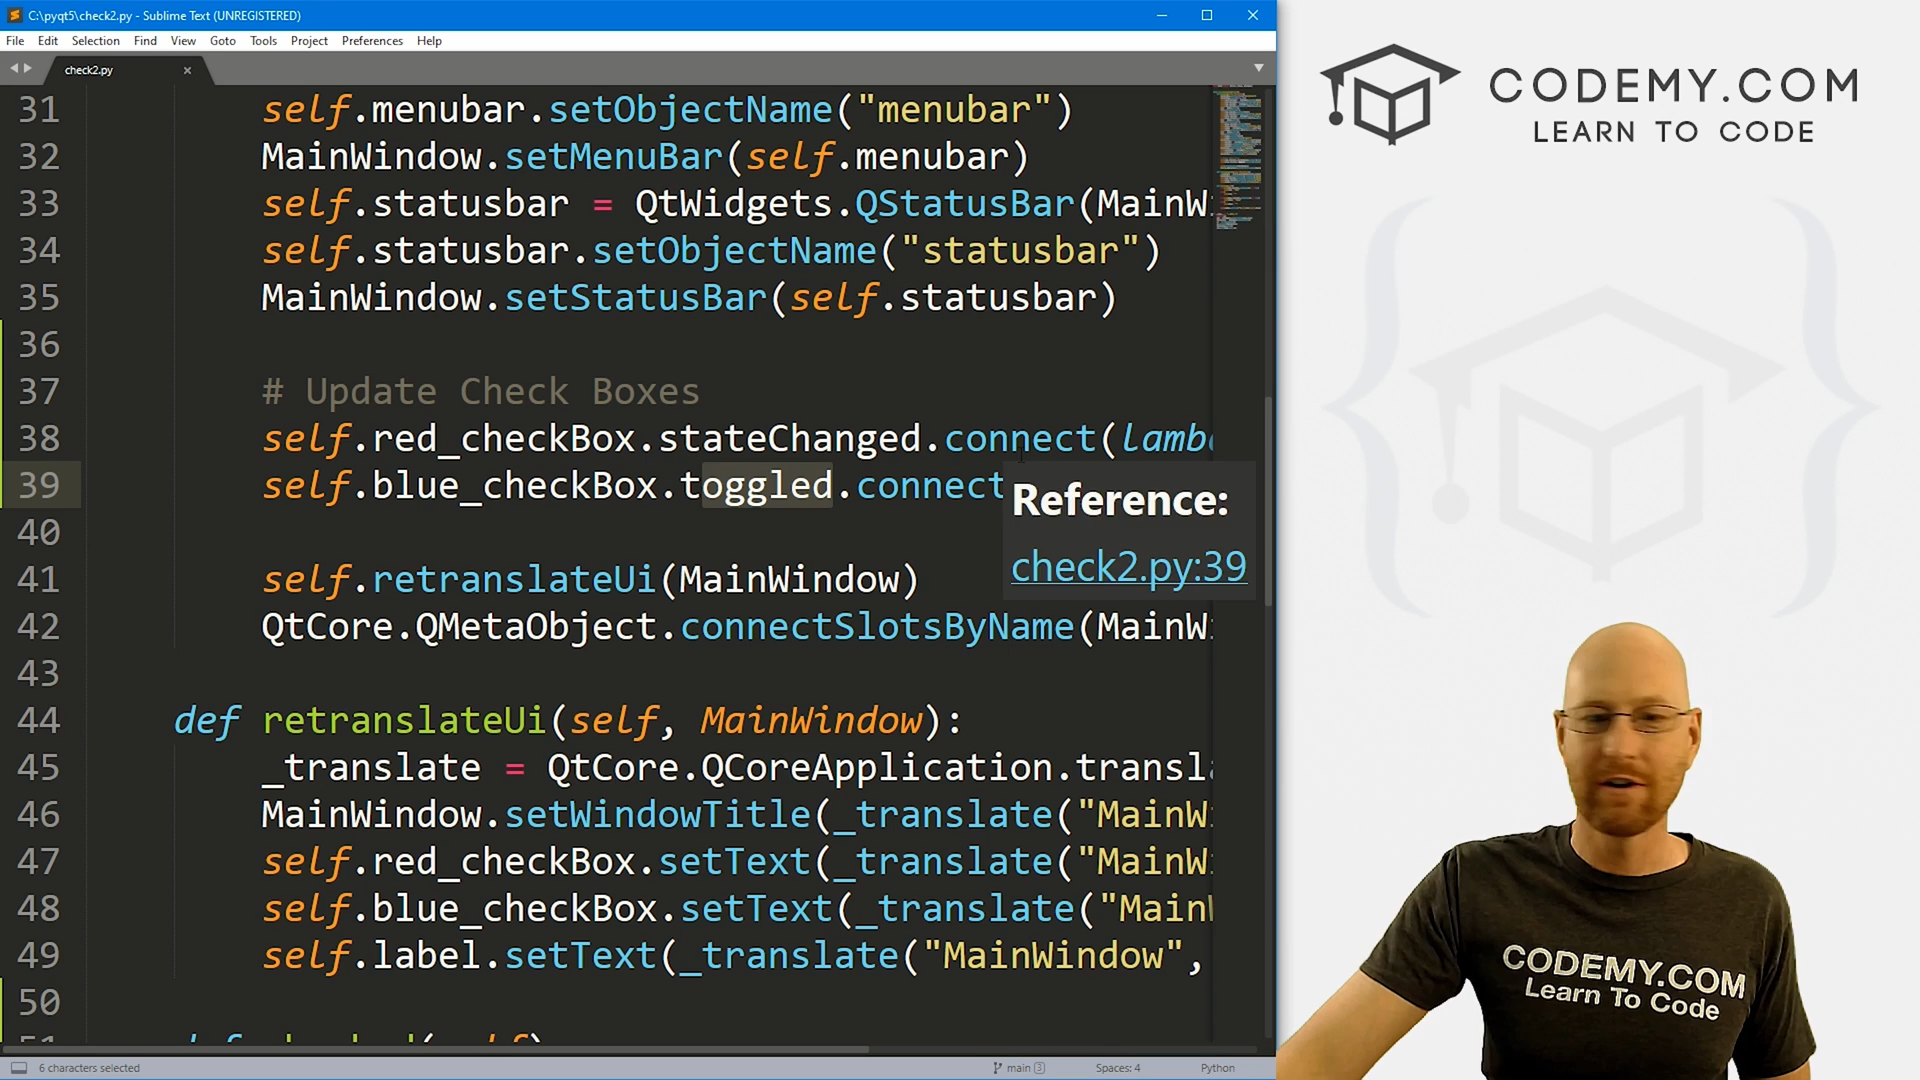 C:\pyqt5\check2.py - Sublime Text (UNREGISTERED)
File Edit Selection Find View Goto Tools Project Preferences Help
check2.py
31 self.menubar.setObjectName("menubar")
32 MainWindow.setMenuBar(self.menubar)
33 self.statusbar = QtWidgets.QStatusBar(MainW
34 self.statusbar.setObjectName("statusbar")
35 MainWindow.setStatusBar(self.statusbar)
36
37 # Update Check Boxes
38 self.red_checkBox.stateChanged.connect(lamb
39 self.blue_checkBox.toggled.connect
Reference:
check2.py:39
40
41 self.retranslateUi(MainWindow)
42 QtCore.QMetaObject.connectSlotsByName(MainW
43
44 def retranslateUi(self, MainWindow):
45 _translate = QtCore.QCoreApplication.transl
46 MainWindow.setWindowTitle(_translate("MainW
47 self.red_checkBox.setText(_translate("MainW
48 self.blue_checkBox.setText(_translate("Main
49 self.label.setText(_translate("MainWindow",
50
6 characters selected
main 3
Spaces: 4
Python
CODEMY.COM
LEARN TO CODE
CODEMY.COM
Learn To Code